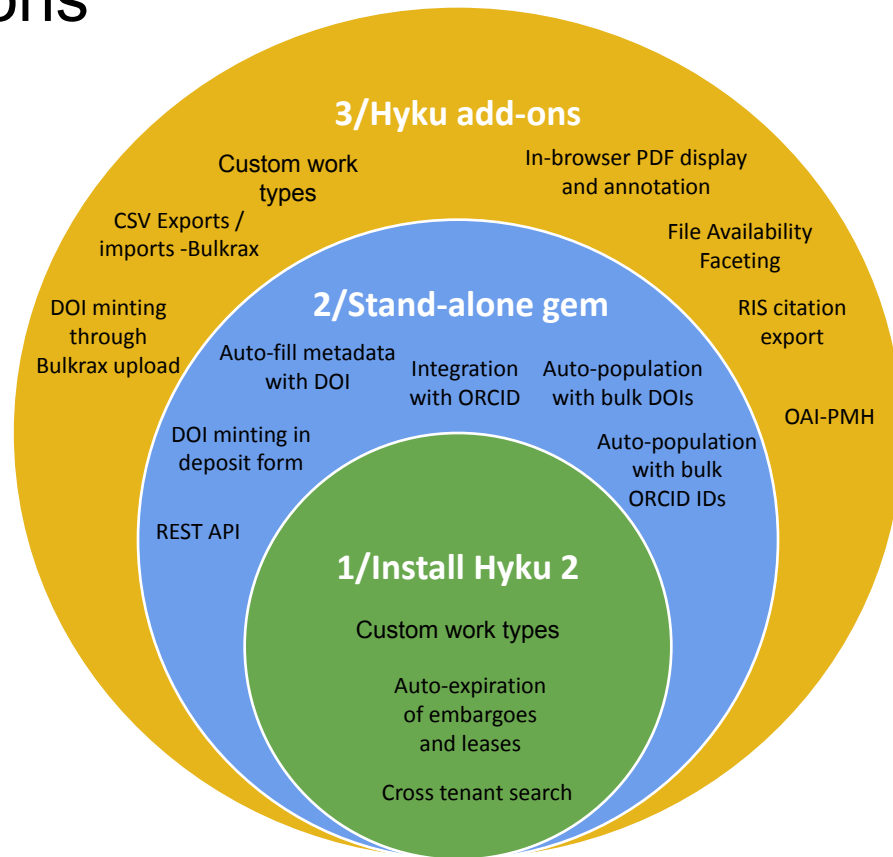 ons
3/Hyku add-ons
Custom work
types
In-browser PDF display
and annotation
CSV Exports /
imports -Bulkrax
File Availability
Faceting
DOI minting
through
Bulkrax upload
RIS citation
export
OAI-PMH
2/Stand-alone gem
Auto-fill metadata
with DOI
Integration
with ORCID
Auto-population
with bulk DOIs
DOI minting in
deposit form
Auto-population
with bulk
ORCID IDs
REST API
1/Install Hyku 2
Custom work types
Auto-expiration
of embargoes
and leases
Cross tenant search